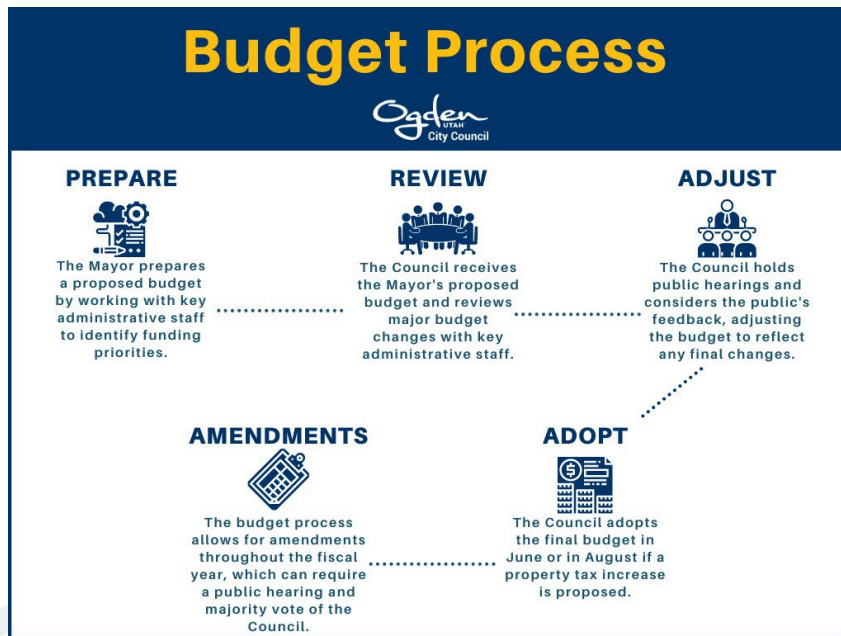 Budget Process
Ogden
UTAH
City Council
PREPARE
The Mayor prepares
a proposed budget
by working with key
administrative staff
to identify funding
priorities.
REVIEW
The Council receives
the Mayor's proposed
budget and reviews
major budget
changes with key
administrative staff.
ADJUST
The Council holds
public hearings and
considers the public's
feedback, adjusting
the budget to reflect
any final changes.
ADOPT
The Council adopts
the final budget in
June or in August if a
property tax increase
is proposed.
AMENDMENTS
The budget process
allows for amendments
throughout the fiscal
year, which can require
a public hearing and
majority vote of the
Council.